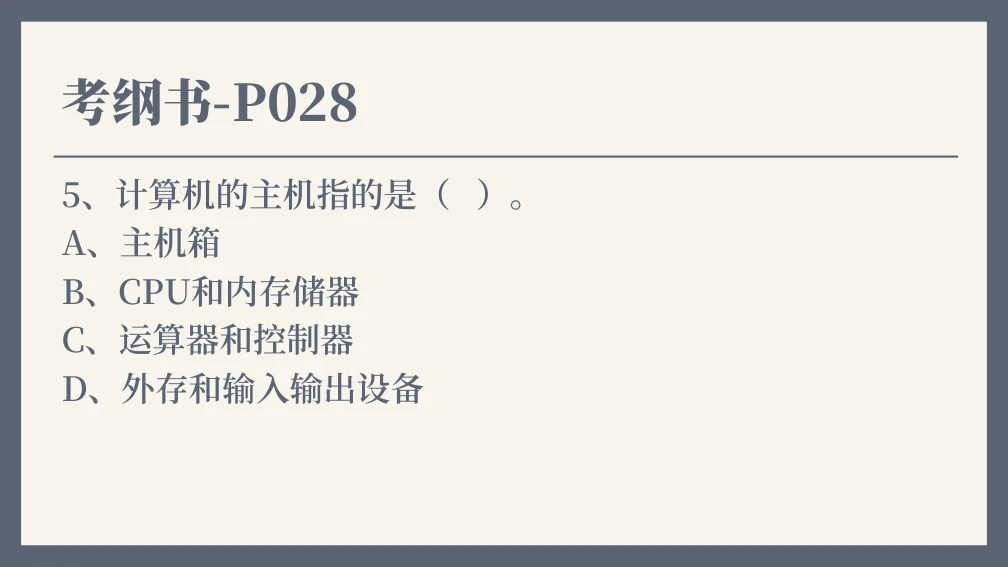 考纲书-P028
5、计算机的主机指的是（  ）。
A、主机箱
B、CPU和内存储器
C、运算器和控制器
D、外存和输入输出设备